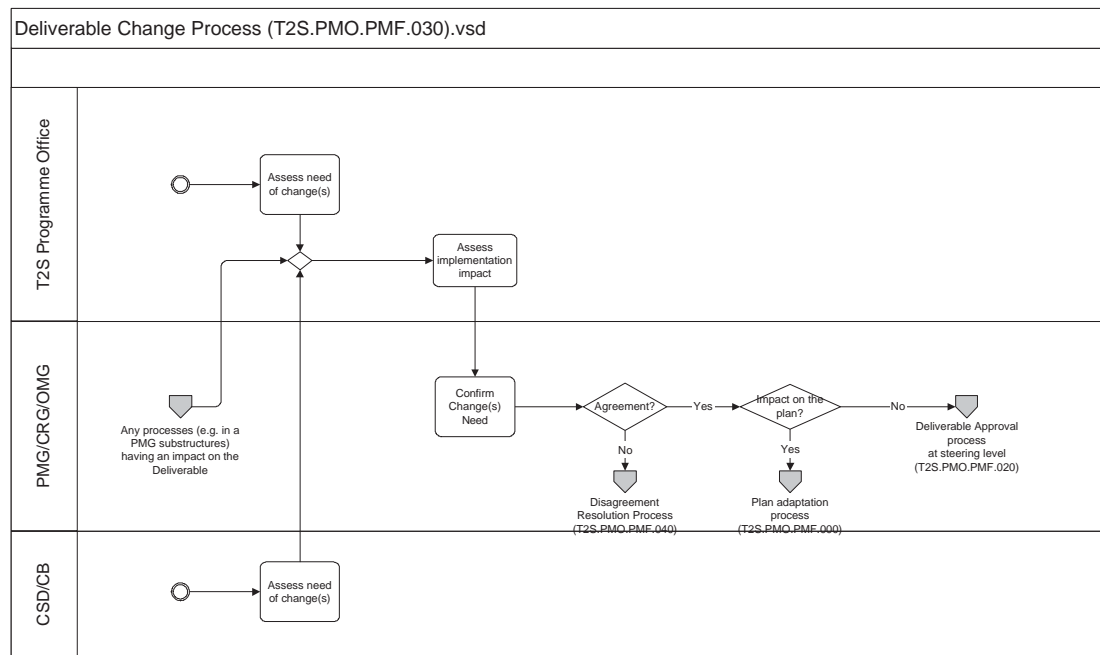 Deliverable Change Process (T2S.PMO.PMF.030).vsd
T2S Programme Office
Assess need
of change(s)
Assess
implementation
impact
PMG/CRG/OMG
Any processes (e.g. in a
PMG substructures)
having an impact on the
Deliverable
Confirm
Change(s)
Need
Agreement?
Yes
Impact on the
plan?
No
Deliverable Approval
process
at steering level
(T2S.PMO.PMF.020)
No
Disagreement
Resolution Process
(T2S.PMO.PMF.040)
Yes
Plan adaptation
process
(T2S.PMO.PMF.000)
CSD/CB
Assess need
of change(s)